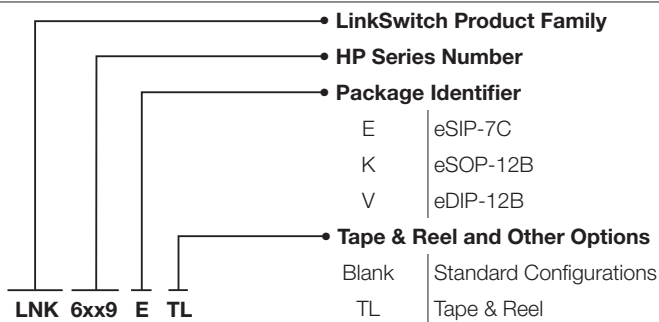 LinkSwitch Product Family
HP Series Number
Package Identifier
E eSIP-7C
K eSOP-12B
V eDIP-12B
Tape & Reel and Other Options
Blank Standard Configurations
LNK 6xx9 E TL TL Tape & Reel